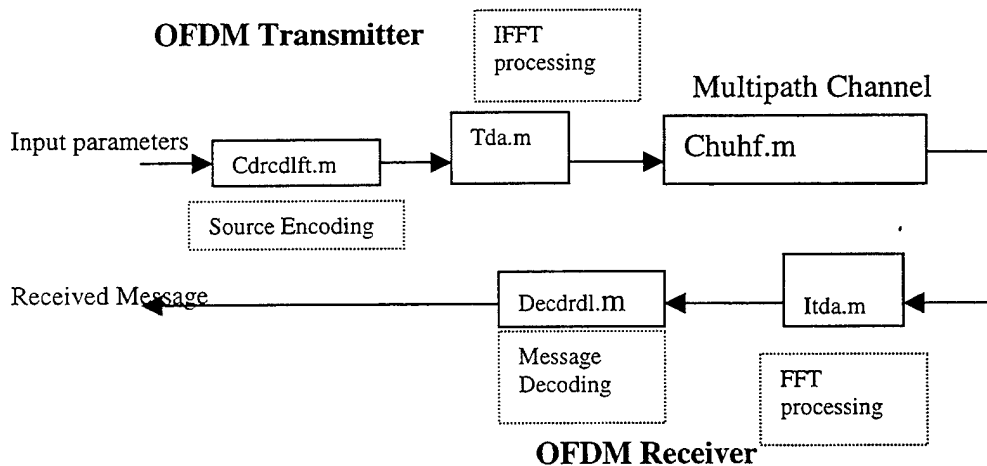 OFDM Transmitter
IFFT
processing
Multipath Channel
Input parameters
Cdrcdlft.m
Tda.m
Chuhf.m
Source Encoding
Received Message
Decdrdl.m
Itda.m
Message
Decoding
FFT
processing
OFDM Receiver